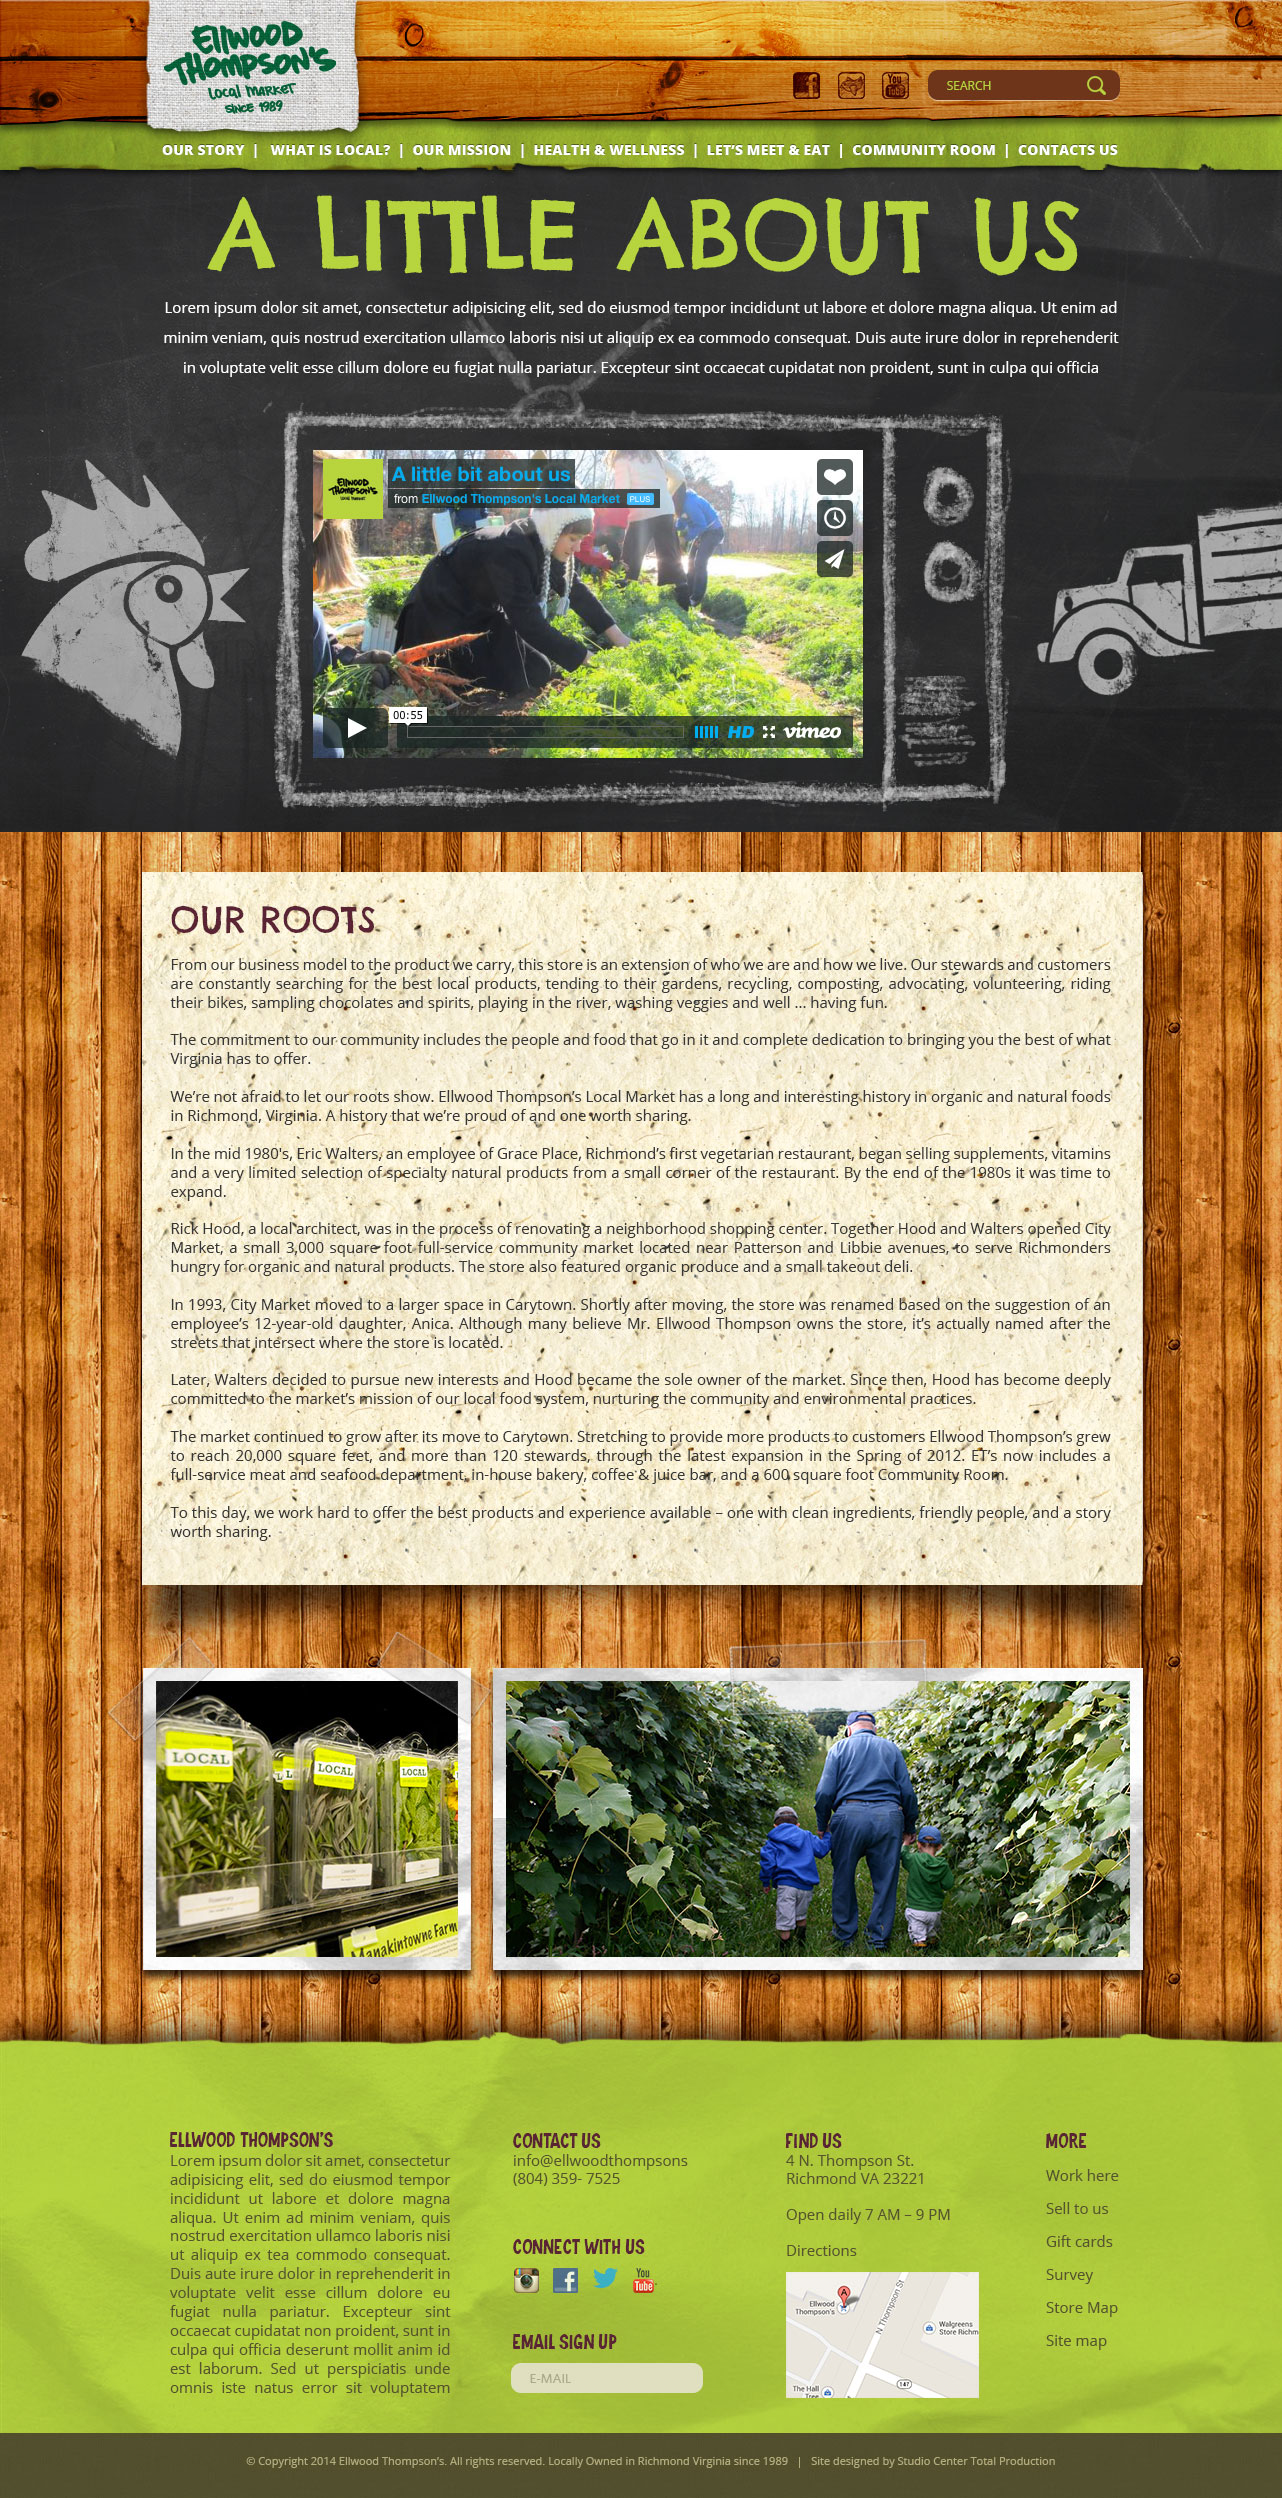 Ellwood
Thompson's
Local Market
since 1989
SEARCH
OUR STORY | WHAT IS LOCAL? | OUR MISSION | HEALTH & WELLNESS | LET'S MEET & EAT | COMMUNITY ROOM | CONTACTS US
A LITTLE ABOUT US
Lorem ipsum dolor sit amet, consectetur adipisicing elit, sed do eiusmod tempor incididunt ut labore et dolore magna aliqua. Ut enim ad
minim veniam, quis nostrud exercitation ullamco laboris nisi ut aliquip ex ea commodo consequat. Duis aute irure dolor in reprehenderit
in voluptate velit esse cillum dolore eu fugiat nulla pariatur. Excepteur sint occaecat cupidatat non proident, sunt in culpa qui officia
Ellwood
Thompson's
A little bit about us
from Ellwood Thompson's Local Market PLUS
00:55
HD vimeo
OUR ROOTS
From our business model to the product we carry, this store is an extension of who we are and how we live. Our stewards and customers
are constantly searching for the best local products, tending to their gardens, recycling, composting, advocating, volunteering, riding
their bikes, sampling chocolates and spirits, playing in the river, washing veggies and well ... having fun.
The commitment to our community includes the people and food that go in it and complete dedication to bringing you the best of what
Virginia has to offer.
We're not afraid to let our roots show. Ellwood Thompson's Local Market has a long and interesting history in organic and natural foods
in Richmond, Virginia. A history that we're proud of and one worth sharing.
In the mid 1980's, Eric Walters, an employee of Grace Place, Richmond's first vegetarian restaurant, began selling supplements, vitamins
and a very limited selection of specialty natural products from a small corner of the restaurant. By the end of the 1980s it was time to
expand.
Rick Hood, a local architect, was in the process of renovating a neighborhood shopping center. Together Hood and Walters opened City
Market, a small 3,000 square foot full-service community market located near Patterson and Libbie avenues, to serve Richmonders
hungry for organic and natural products. The store also featured organic produce and a small takeout deli.
In 1993, City Market moved to a larger space in Carytown. Shortly after moving, the store was renamed based on the suggestion of an
employee's 12-year-old daughter, Anica. Although many believe Mr. Ellwood Thompson owns the store, it's actually named after the
streets that intersect where the store is located.
Later, Walters decided to pursue new interests and Hood became the sole owner of the market. Since then, Hood has become deeply
committed to the market's mission of our local food system, nurturing the community and environmental practices.
The market continued to grow after its move to Carytown. Stretching to provide more products to customers Ellwood Thompson's grew
to reach 20,000 square feet, and more than 120 stewards, through the latest expansion in the Spring of 2012. ET's now includes a
full-service meat and seafood department, in-house bakery, coffee & juice bar, and a 600 square foot Community Room.
To this day, we work hard to offer the best products and experience available – one with clean ingredients, friendly people, and a story
worth sharing.
LOCAL
LOCAL
LOCAL
Rosemary
Manakintowne Farm
ELLWOOD THOMPSON'S
Lorem ipsum dolor sit amet, consectetur
adipisicing elit, sed do eiusmod tempor
incididunt ut labore et dolore magna
aliqua. Ut enim ad minim veniam, quis
nostrud exercitation ullamco laboris nisi
ut aliquip ex tea commodo consequat.
Duis aute irure dolor in reprehenderit in
voluptate velit esse cillum dolore eu
fugiat nulla pariatur. Excepteur sint
occaecat cupidatat non proident, sunt in
culpa qui officia deserunt mollit anim id
est laborum. Sed ut perspiciatis unde
omnis iste natus error sit voluptatem
CONTACT US
info@ellwoodthompsons
(804) 359- 7525
CONNECT WITH US
You
Tube
EMAIL SIGN UP
E-MAIL
FIND US
4 N. Thompson St.
Richmond VA 23221
Open daily 7 AM – 9 PM
Directions
A
Ellwood
Thompson's
N Thompson St
Walgreens
Store Richm
147
The Hall
Tree
MORE
Work here
Sell to us
Gift cards
Survey
Store Map
Site map
© Copyright 2014 Ellwood Thompson's. All rights reserved. Locally Owned in Richmond Virginia since 1989 | Site designed by Studio Center Total Production